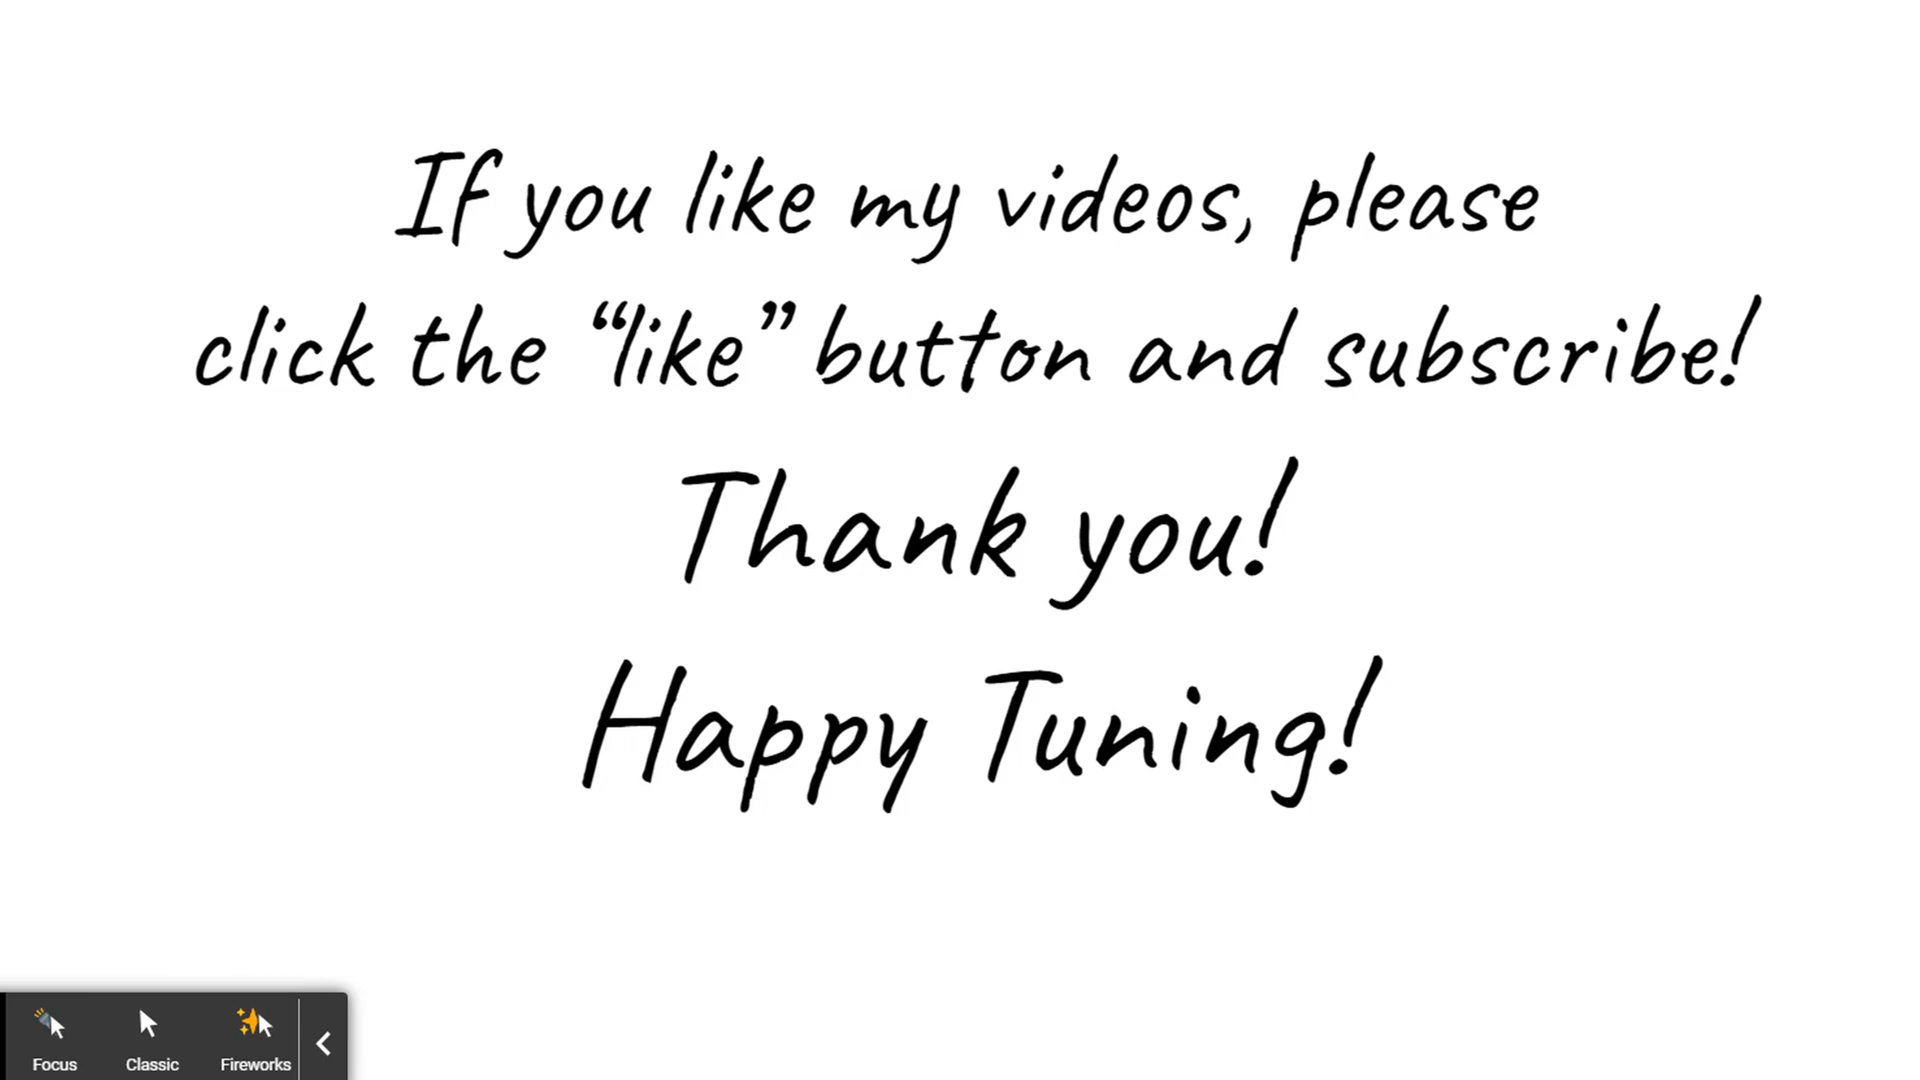 If you like my videos, please
click the “like” button and subscribe!
Thank you!
Happy Tuning!
Focus Classic Fireworks